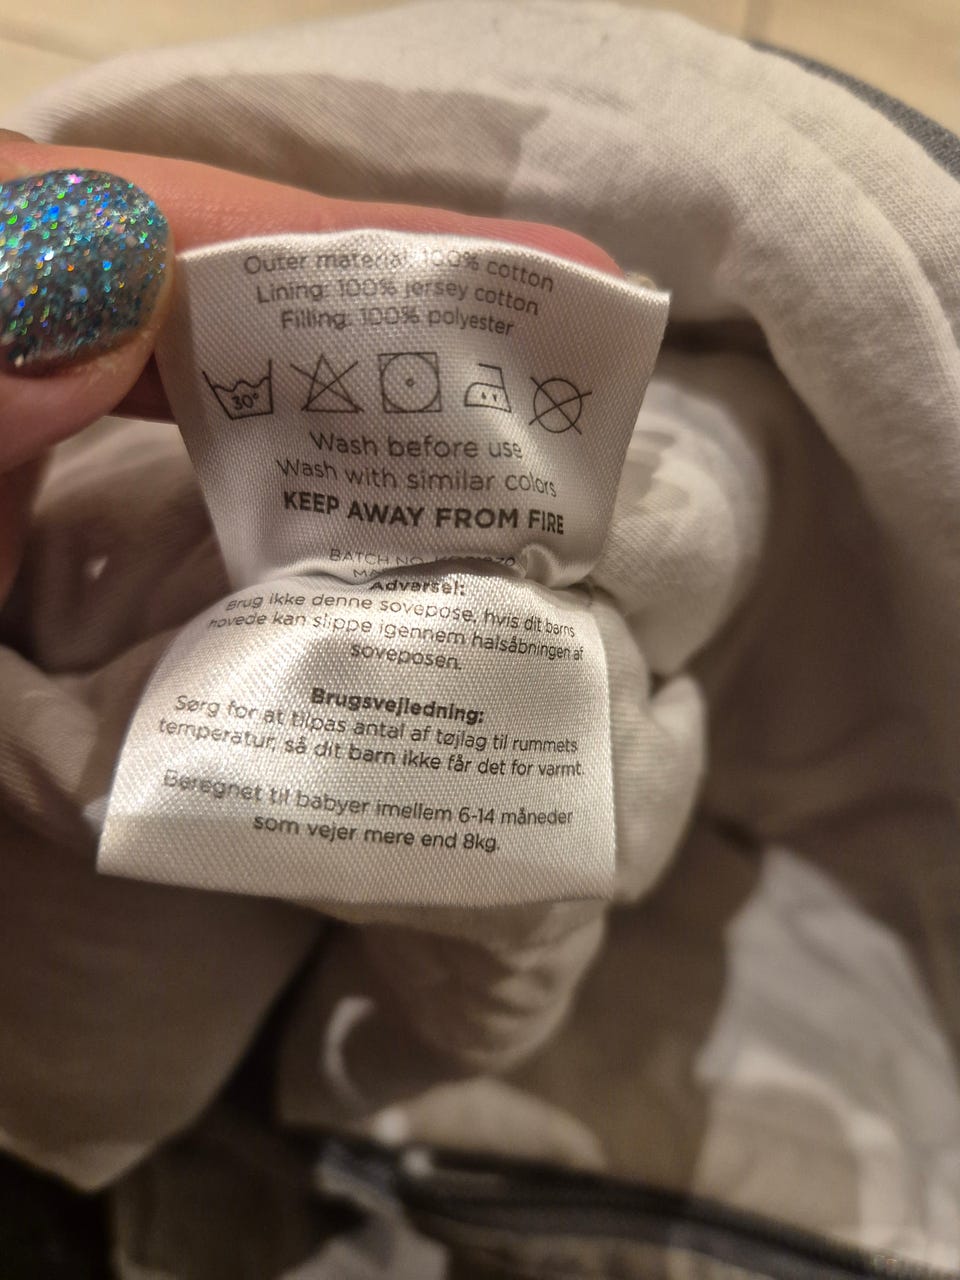 Outer material: 100% cotton
Lining: 100% jersey cotton
Filling: 100% polyester
30°
Wash before use
Wash with similar colors
KEEP AWAY FROM FIRE
BATCH NO
Advarsel:
Brug ikke denne sovepose, hvis dit barns
hovede kan slippe igennem halsåbningen af
soveposen.
Brugsvejledning:
Sørg for at tilpas antal af tøjlag til rummets
temperatur, så dit barn ikke får det for varmt.
Beregnet til babyer imellem 6-14 måneder
som vejer mere end 8kg.